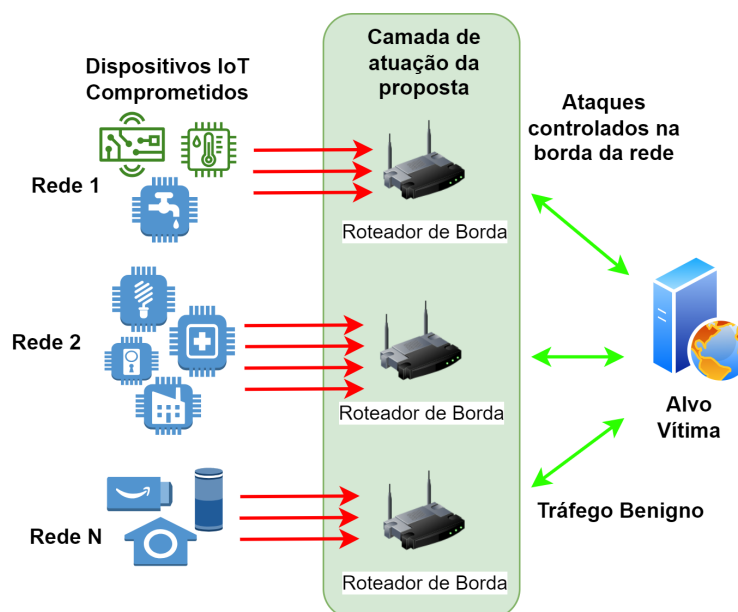 Dispositivos IoT
Comprometidos
Camada de
atuação da
proposta
Ataques
controlados na
borda da rede
Rede 1
Roteador de Borda
Rede 2
Roteador de Borda
Alvo
Vítima
Rede N
Tráfego Benigno
Roteador de Borda